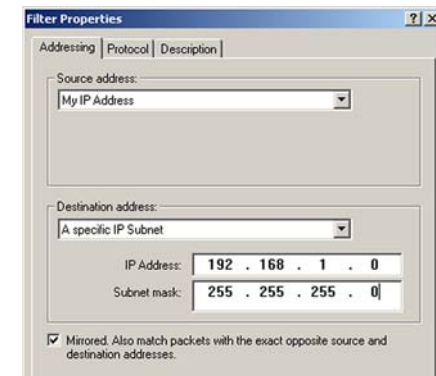 Filter Properties
Addressing Protocol Description
Source address:
My IP Address
Destination address:
A specific IP Subnet
IP Address: 192 . 168 . 1 . 0
Subnet mask: 255 . 255 . 255 . 0
Mirrored. Also match packets with the exact opposite source and
destination addresses.